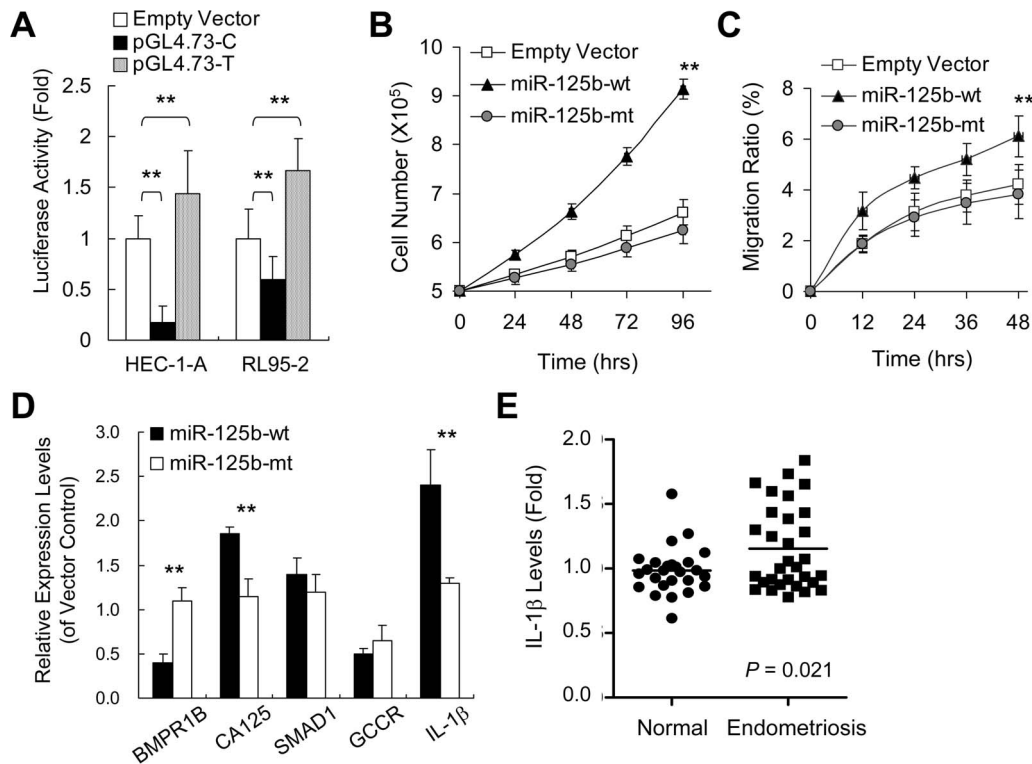 A
Empty Vector
pGL4.73-C
pGL4.73-T
Luciferase Activity (Fold)
2.5
2
1.5
1
0.5
0
**
**
**
**
HEC-1-A
RL95-2
B
Empty Vector
miR-125b-wt
miR-125b-mt
**
Cell Number (X10⁵)
10
9
8
7
6
5
0
24
48
72
96
Time (hrs)
C
Empty Vector
miR-125b-wt
miR-125b-mt
**
Migration Ratio (%)
8
6
4
2
0
0
12
24
36
48
Time (hrs)
D
miR-125b-wt
miR-125b-mt
Relative Expression Levels
(of Vector Control)
3.0
2.5
2.0
1.5
1.0
0.5
0.0
**
**
**
BMPR1B
CA125
SMAD1
GCCR
IL-1β
E
IL-1β Levels (Fold)
2.0
1.5
1.0
0.5
0.0
P = 0.021
Normal
Endometriosis